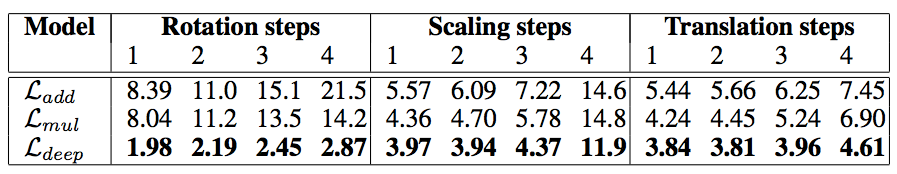 Model Rotation steps Scaling steps Translation steps
1 2 3 4 1 2 3 4 1 2 3 4
ℒadd 8.39 11.0 15.1 21.5 5.57 6.09 7.22 14.6 5.44 5.66 6.25 7.45
ℒmul 8.04 11.2 13.5 14.2 4.36 4.70 5.78 14.8 4.24 4.45 5.24 6.90
ℒdeep 1.98 2.19 2.45 2.87 3.97 3.94 4.37 11.9 3.84 3.81 3.96 4.61